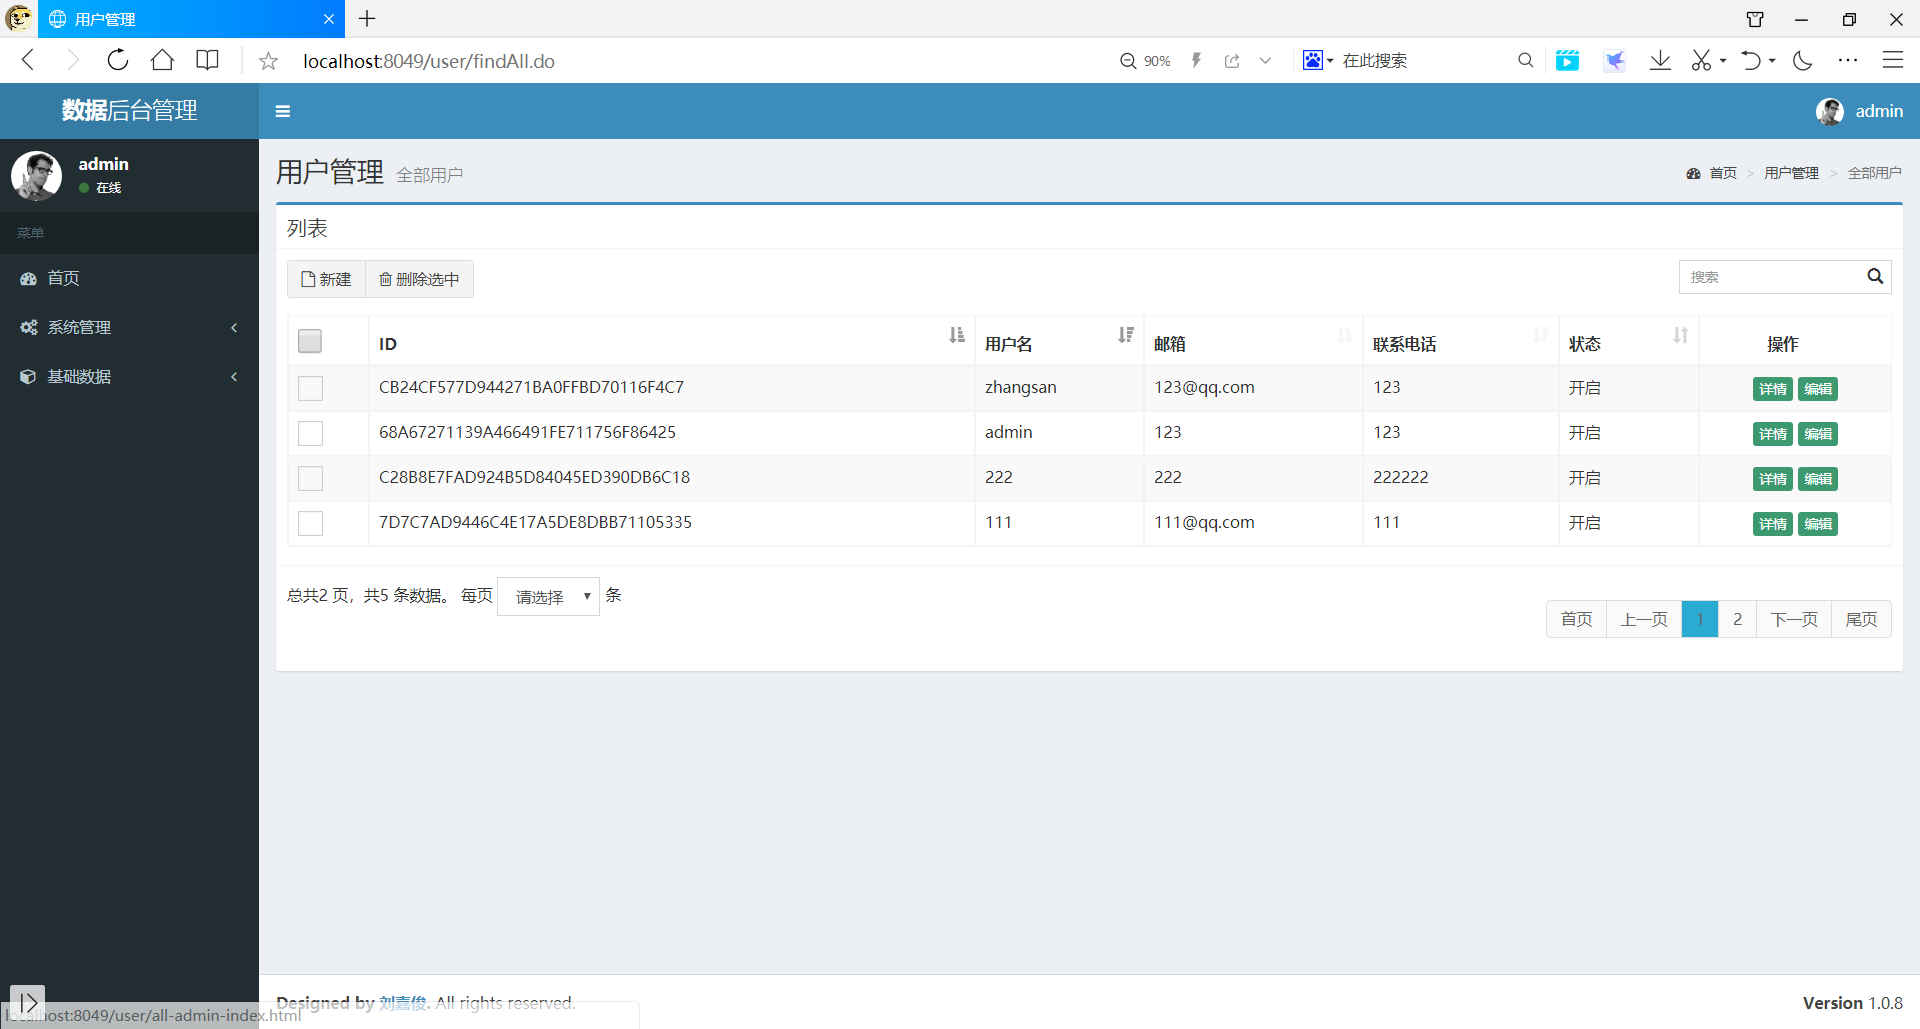 用户管理
localhost:8049/user/findAll.do
90%
在此搜索
数据后台管理
admin
admin
在线
用户管理 全部用户
首页 > 用户管理 > 全部用户
菜单
列表
首页
新建 删除选中
搜索
系统管理
基础数据
ID 用户名 邮箱 联系电话 状态 操作
CB24CF577D944271BA0FFBD70116F4C7 zhangsan 123@qq.com 123 开启 详情 编辑
68A67271139A466491FE711756F86425 admin 123 123 开启 详情 编辑
C28B8E7FAD924B5D84045ED390DB6C18 222 222 222222 开启 详情 编辑
7D7C7AD9446C4E17A5DE8DBB71105335 111 111@qq.com 111 开启 详情 编辑
总共2 页，共5 条数据。 每页 请选择 条
首页 上一页 1 2 下一页 尾页
Designed by 刘嘉俊. All rights reserved.
Version 1.0.8
localhost:8049/user/all-admin-index.html